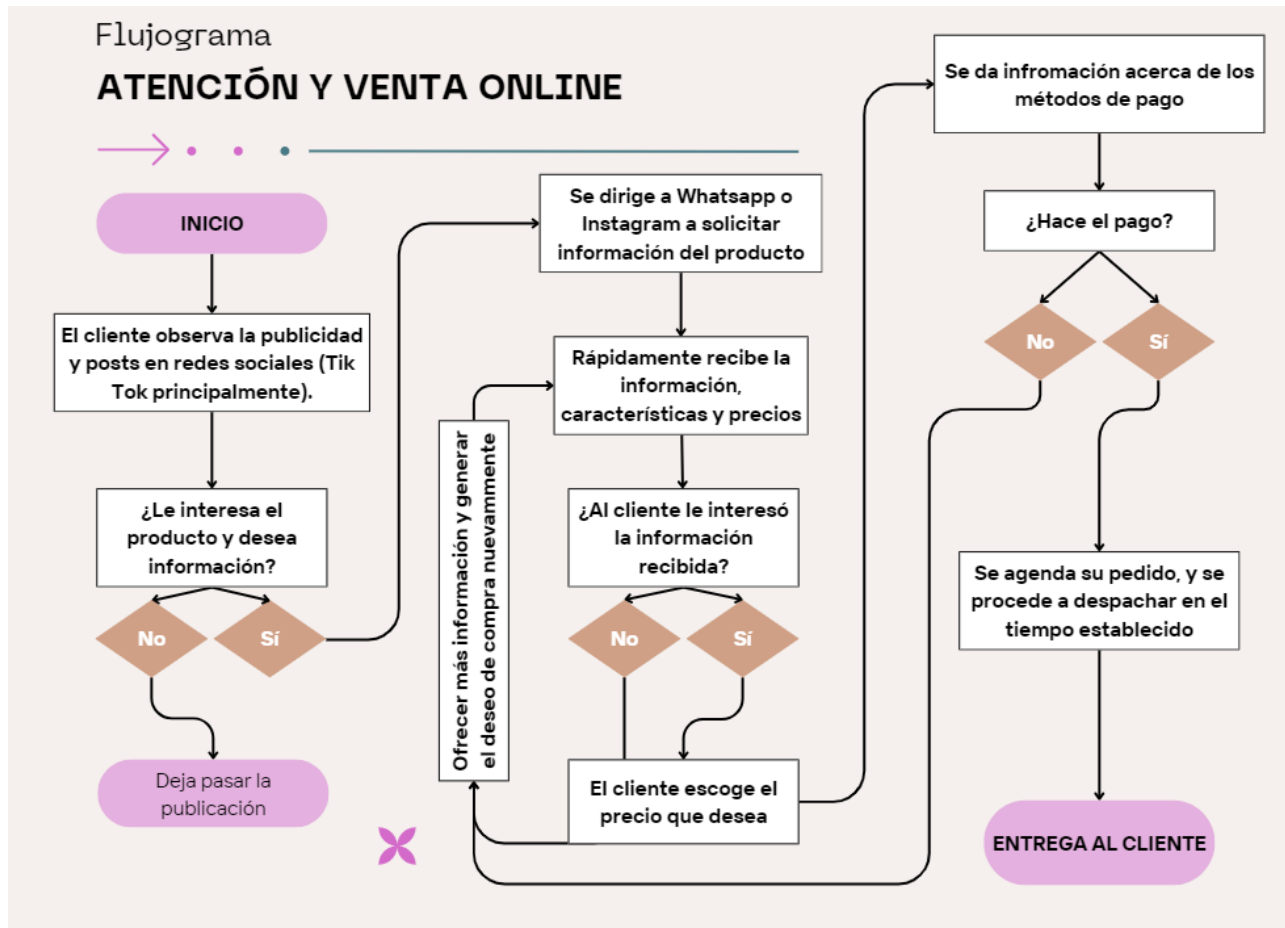 Flujograma
ATENCIÓN Y VENTA ONLINE
INICIO
El cliente observa la publicidad
y posts en redes sociales (Tik
Tok principalmente).
¿Le interesa el
producto y desea
información?
No
Sí
Deja pasar la
publicación
Se dirige a Whatsapp o
Instagram a solicitar
información del producto
Rápidamente recibe la
información,
características y precios
¿Al cliente le interesó
la información
recibida?
No
Sí
Ofrecer más información y generar
el deseo de compra nuevammente
El cliente escoge el
precio que desea
Se da infromación acerca de los
métodos de pago
¿Hace el pago?
No
Sí
Se agenda su pedido, y se
procede a despachar en el
tiempo establecido
ENTREGA AL CLIENTE